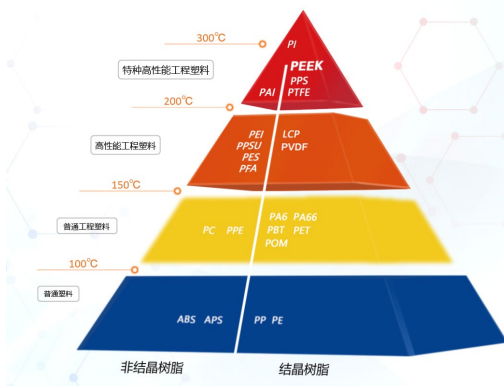 300℃
PI
特种高性能工程塑料
PEEK
PPS
PAI PTFE
200℃
高性能工程塑料
PEI LCP
PPSU PVDF
PES
PFA
150℃
普通工程塑料
PC PPE
PA6 PA66
PBT PET
POM
100℃
普通塑料
ABS APS PP PE
非结晶树脂 结晶树脂